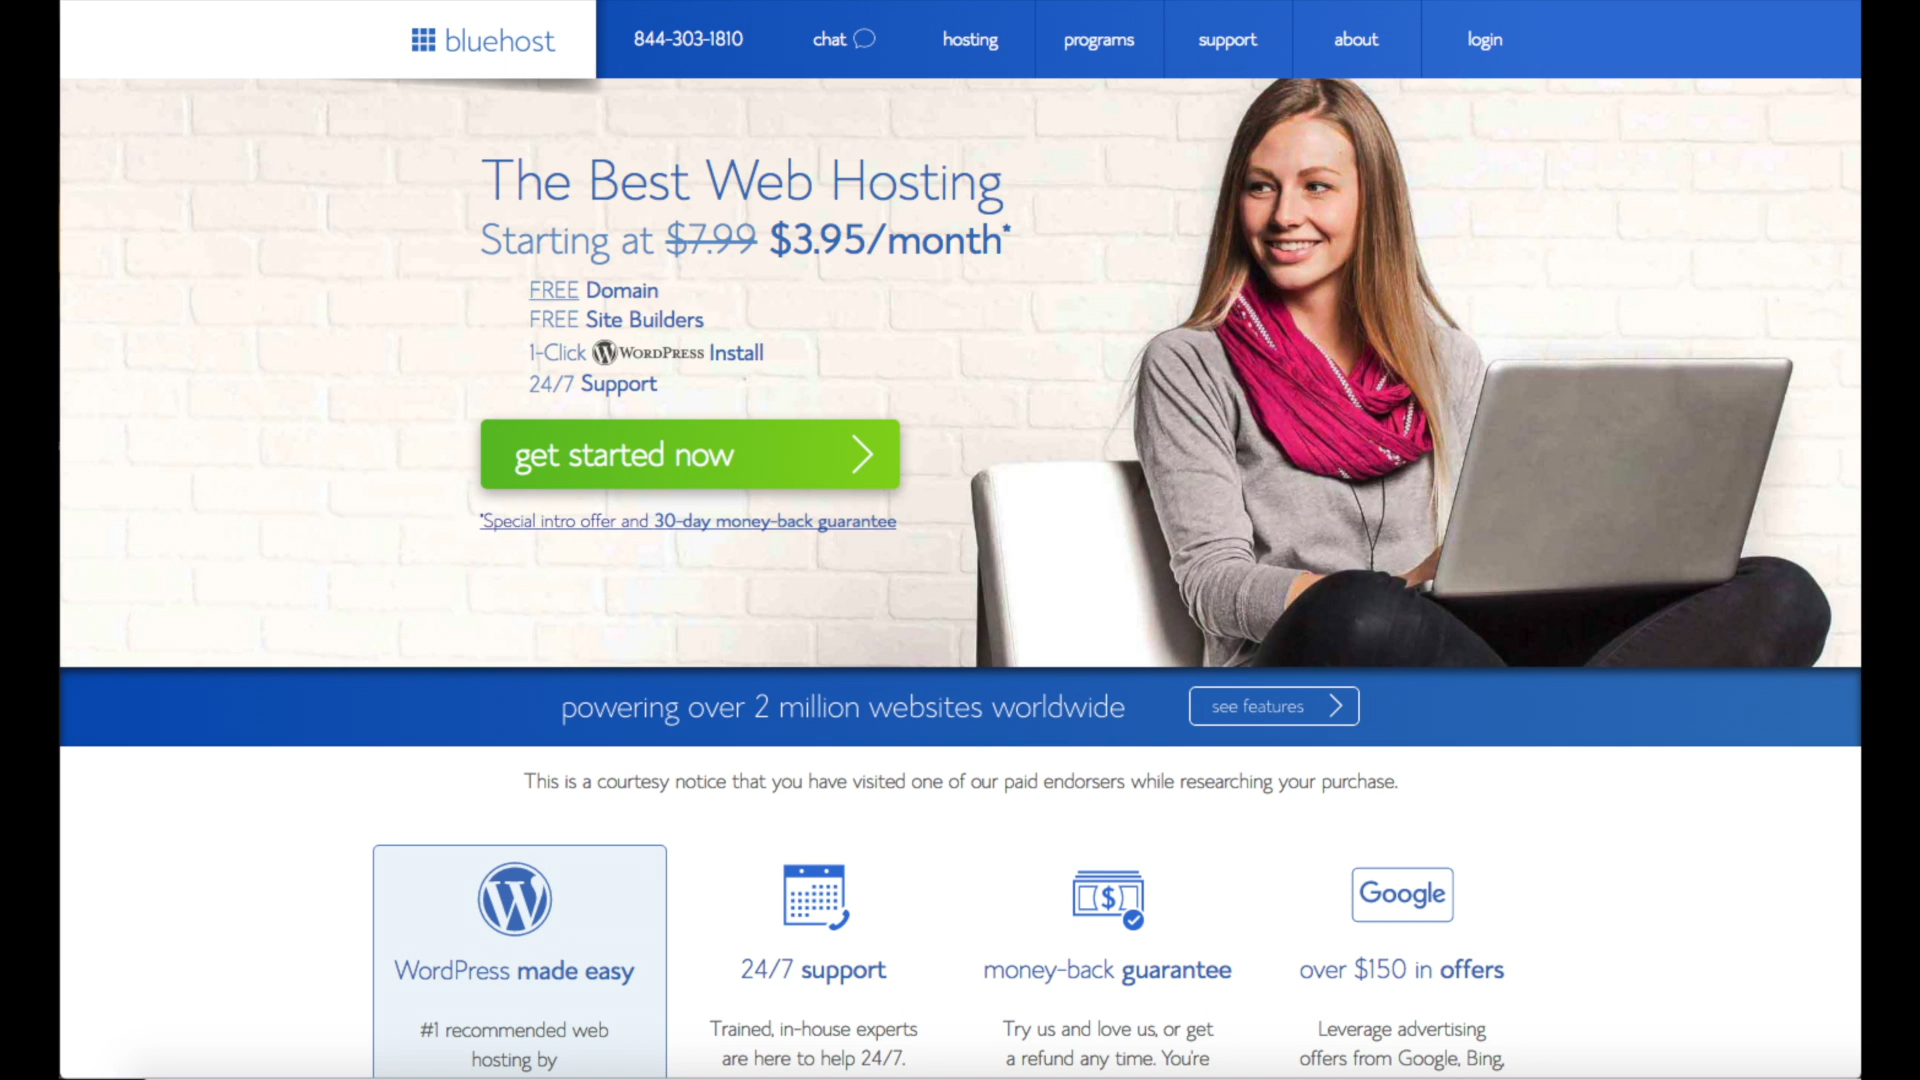 bluehost
844-303-1810 chat hosting programs support about login
The Best Web Hosting
Starting at $7.99 $3.95/month*
FREE Domain
FREE Site Builders
1-Click WORDPRESS Install
24/7 Support
get started now
*Special intro offer and 30-day money-back guarantee
powering over 2 million websites worldwide
see features
This is a courtesy notice that you have visited one of our paid endorsers while researching your purchase.
WordPress made easy
#1 recommended web
hosting by
24/7 support
Trained, in-house experts
are here to help 24/7.
money-back guarantee
Try us and love us, or get
a refund any time. You're
Google
over $150 in offers
Leverage advertising
offers from Google, Bing,